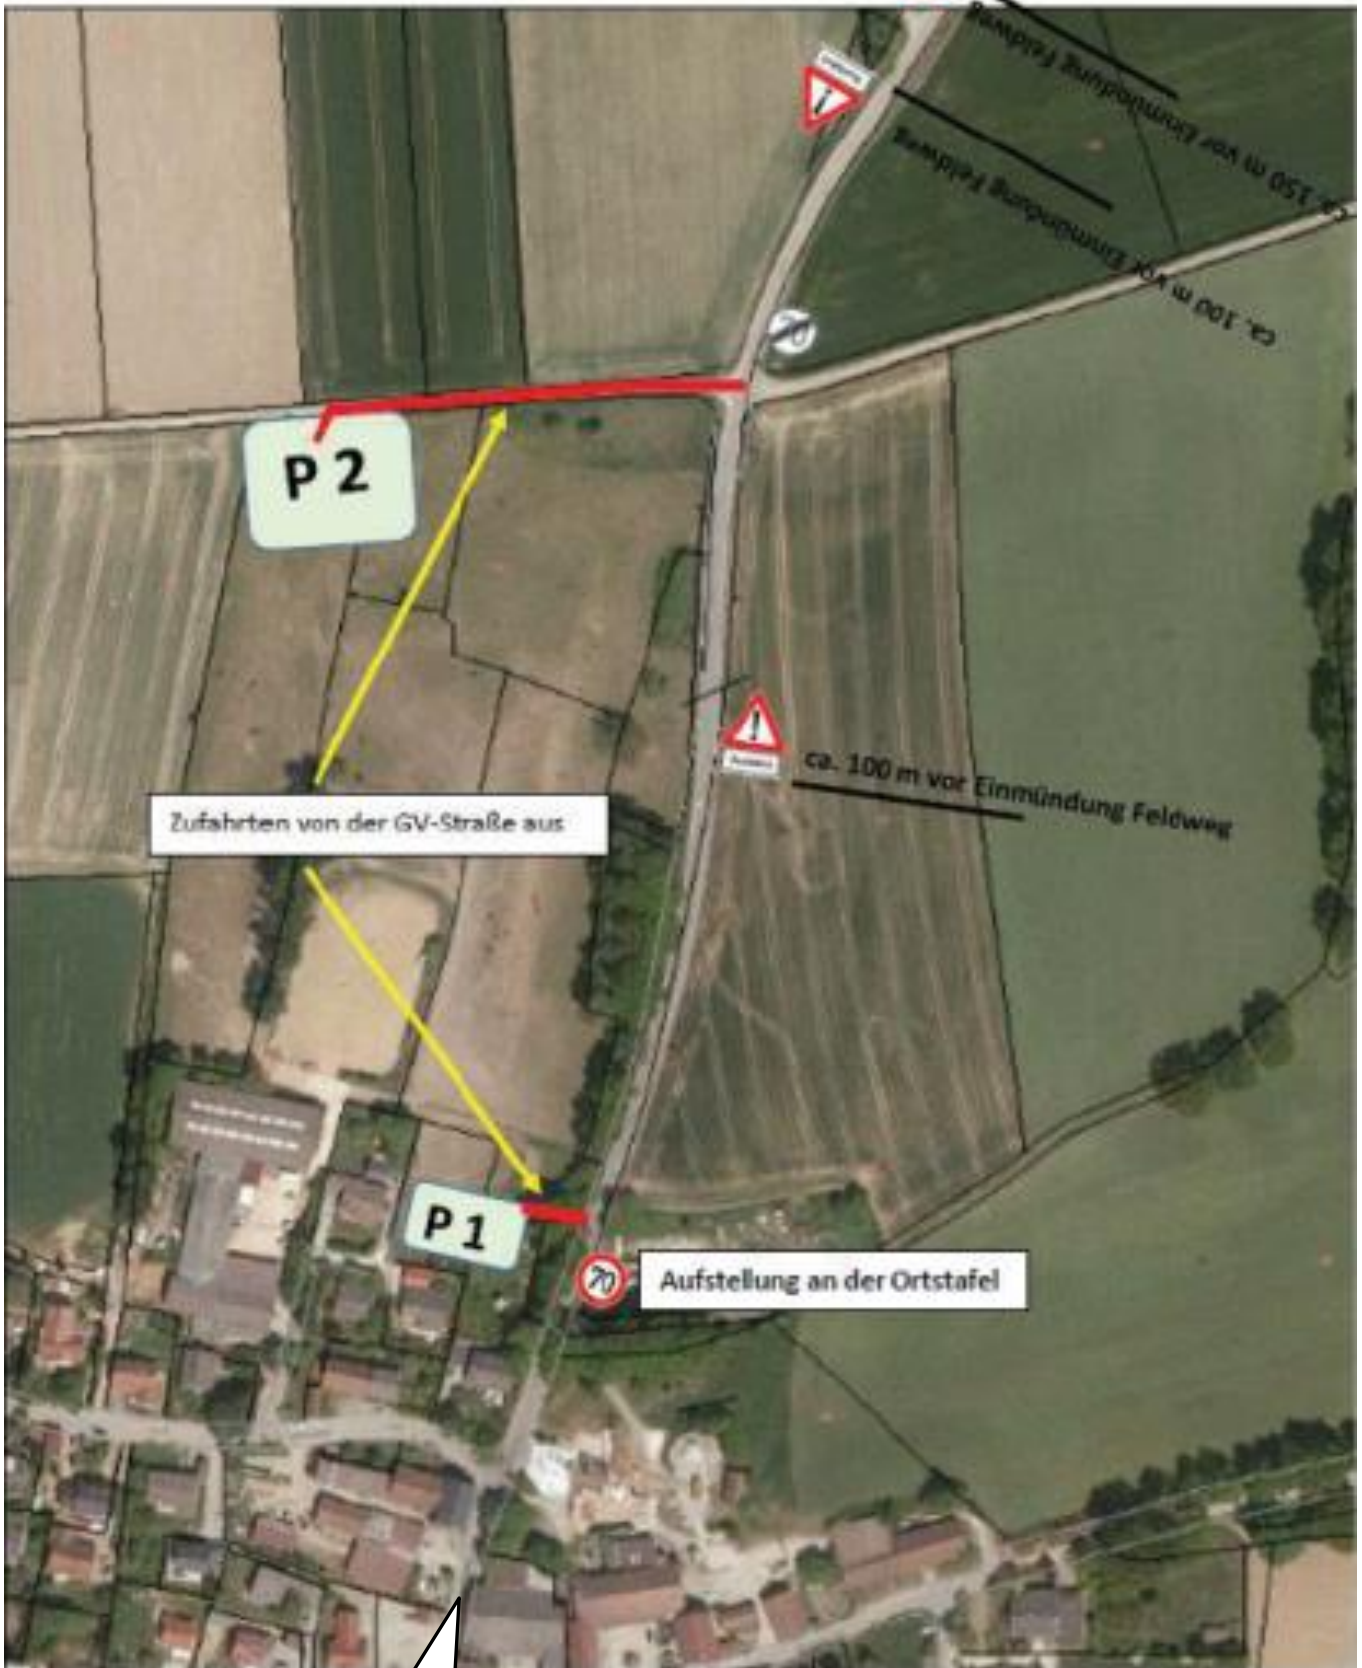 ca. 150 m vor Einmündung Feldweg
ca. 100 m vor Einmündung Feldweg
70
P 2
ca. 100 m vor Einmündung Feldweg
Zufahrten von der GV-Straße aus
P 1
70
Aufstellung an der Ortstafel